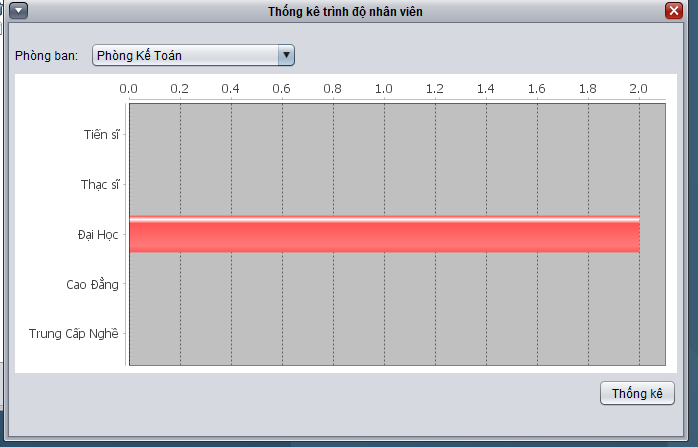 Thống kê trình độ nhân viên
Phòng ban: Phòng Kế Toán
0.0 0.2 0.4 0.6 0.8 1.0 1.2 1.4 1.6 1.8 2.0
Tiến sĩ
Thạc sĩ
Đại Học
Cao Đẳng
Trung Cấp Nghề
Thống kê